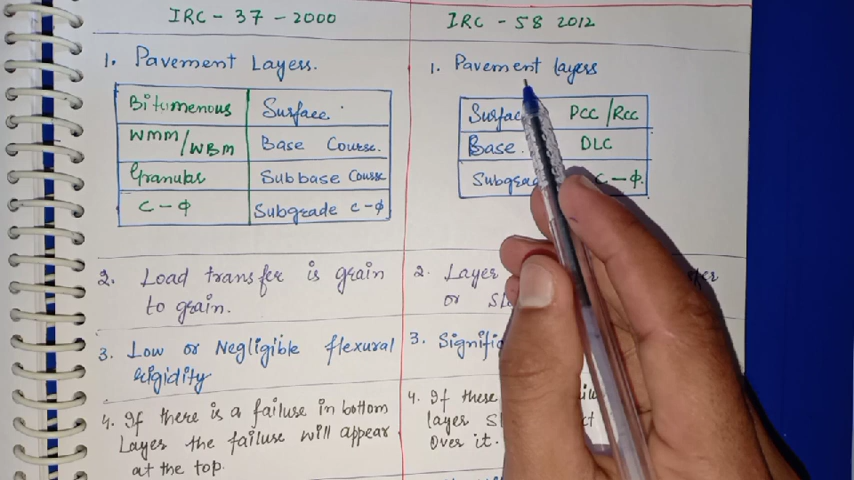 IRC - 37 - 2000
1. Pavement Layers.
Bitumenous Surface
WMM/WBM Base Course.
Granular Subbase Course
C - Φ Subgrade C-Φ
2. Load transfer is grain
to grain.
3. Low or Negligible flexural
rigidity
4. If there is a failure in bottom
Layer the failure will appear
at the top.
IRC - 58 2012
1. Pavement layers
PCC/RCC
Base. DLC
C-Φ.
2. Layer
or
3.
4. If these
layer
Over it.